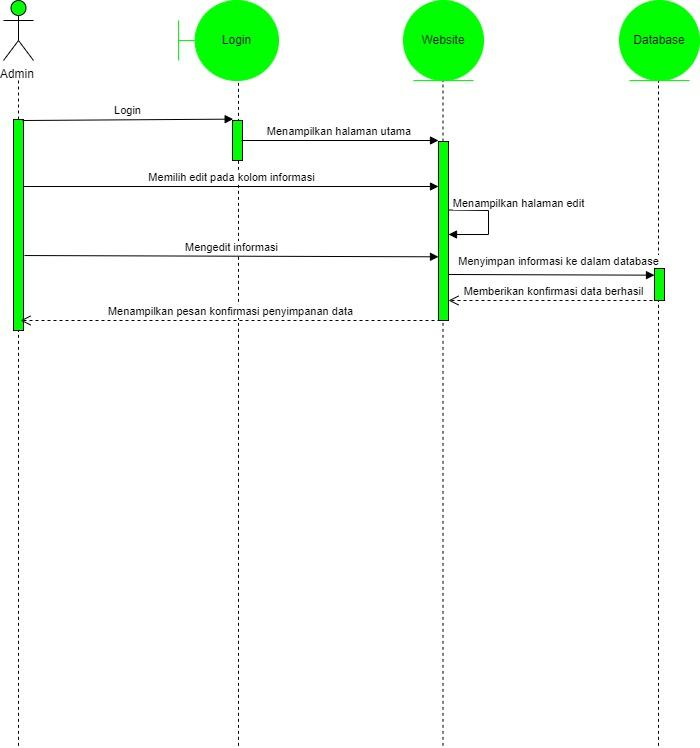 Login
Website
Database
Admin
Login
Menampilkan halaman utama
Memilih edit pada kolom informasi
Menampilkan halaman edit
Mengedit informasi
Menyimpan informasi ke dalam database
Memberikan konfirmasi data berhasil
Menampilkan pesan konfirmasi penyimpanan data